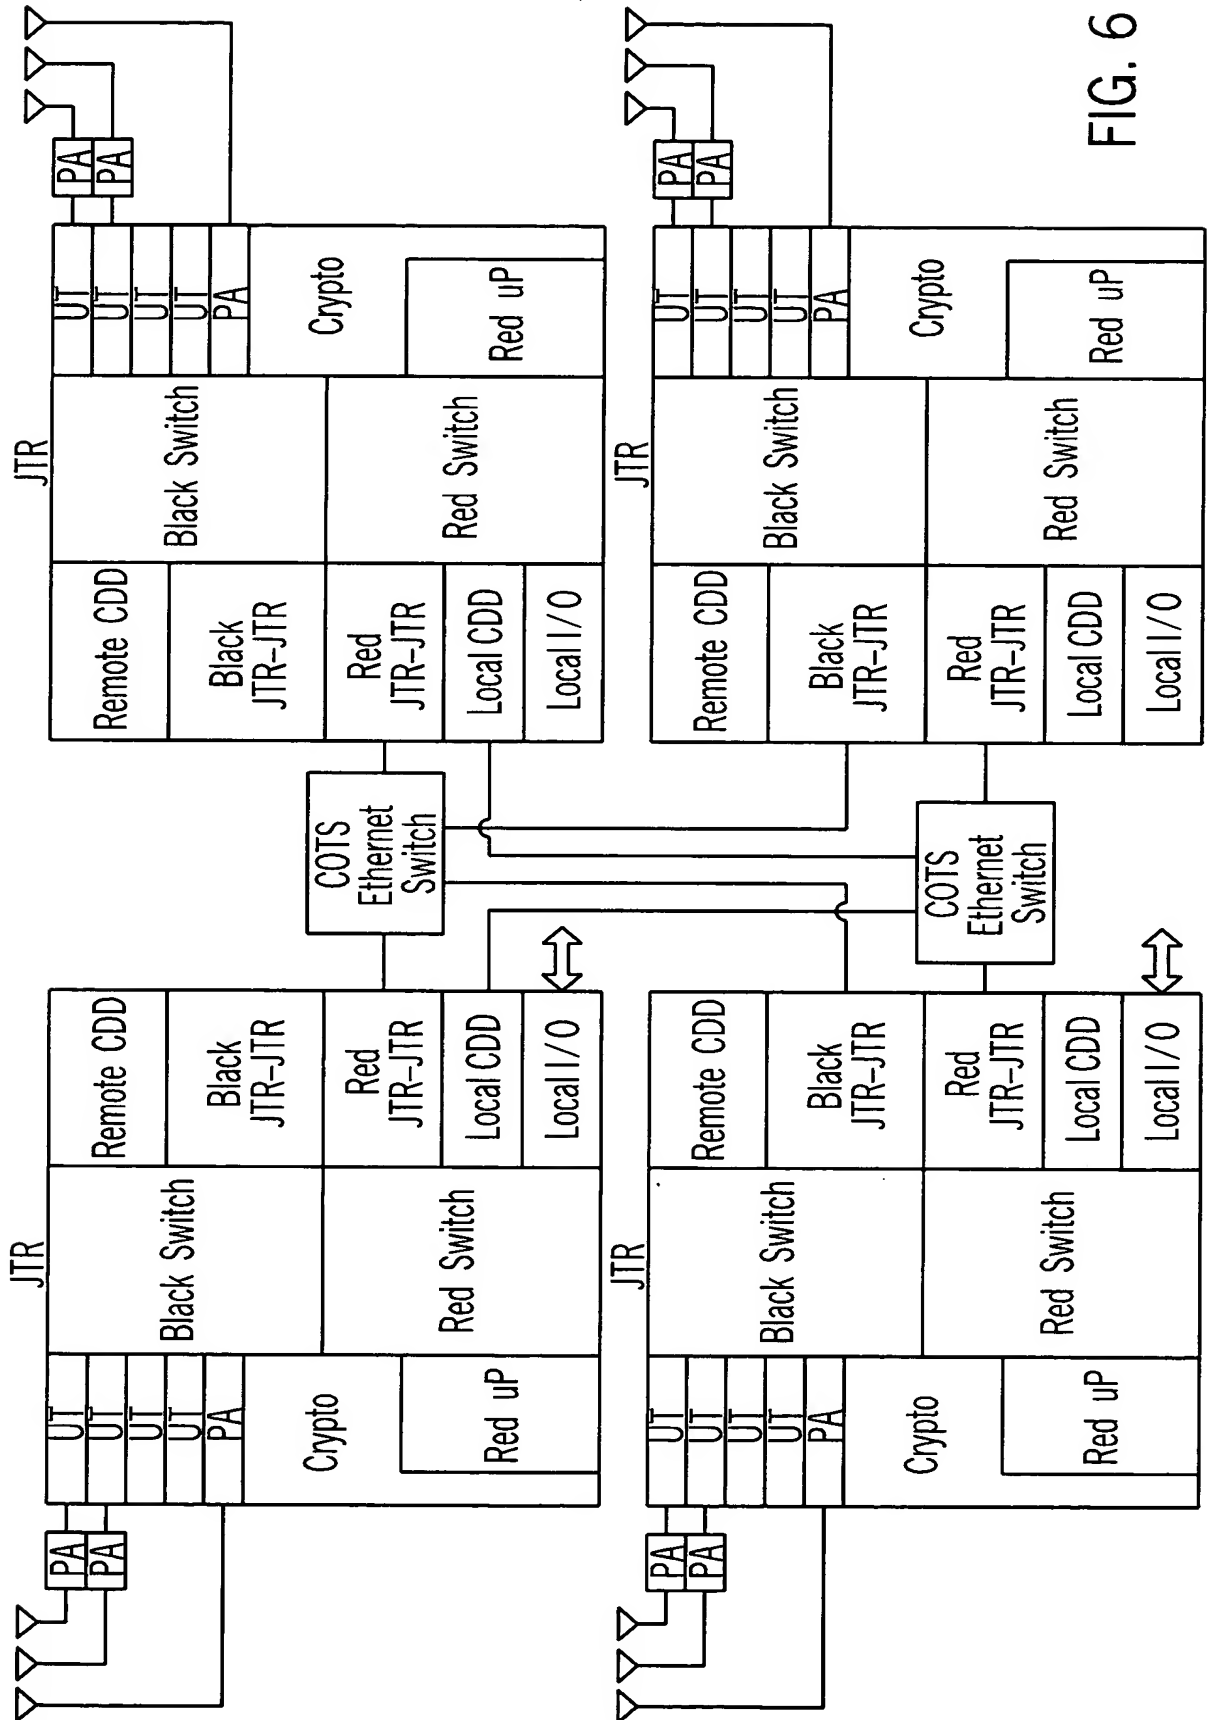 JTR
PA
PA
UT
UT
UT
UT
PA
Crypto
Red uP
Black Switch
Red Switch
Remote CDD
Black
JTR-JTR
Red
JTR-JTR
Local CDD
Local I/O
COTS
Ethernet
Switch
JTR
Remote CDD
Black
JTR-JTR
Red
JTR-JTR
Local CDD
Local I/O
Black Switch
Red Switch
UT
UT
UT
UT
PA
Crypto
Red uP
PA
PA
JTR
PA
PA
UT
UT
UT
UT
PA
Crypto
Red uP
Black Switch
Red Switch
Remote CDD
Black
JTR-JTR
Red
JTR-JTR
Local CDD
Local I/O
COTS
Ethernet
Switch
JTR
Remote CDD
Black
JTR-JTR
Red
JTR-JTR
Local CDD
Local I/O
Black Switch
Red Switch
UT
UT
UT
UT
PA
Crypto
Red uP
PA
PA
FIG. 6